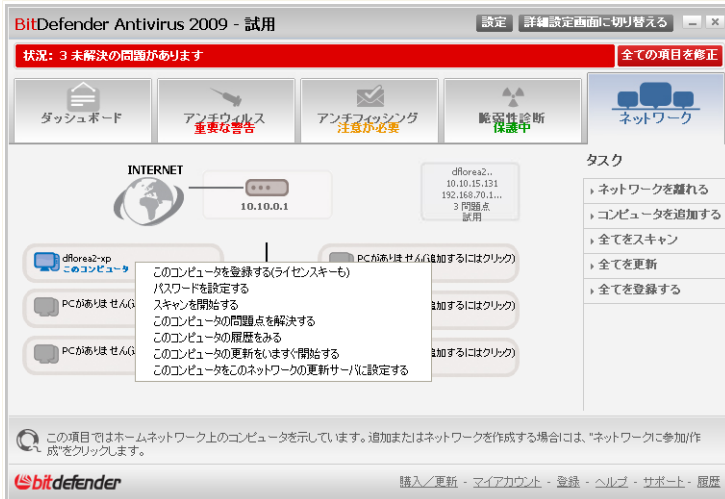 BitDefender Antivirus 2009 - 試用
設定
詳細設定画面に切り替える
状況: 3 未解決の問題があります
全ての項目を修正
ダッシュボード
アンチウィルス
重要な警告
アンチフィッシング
注意が必要
脆弱性診断
保護中
ネットワーク
INTERNET
10.10.0.1
dflorea2..
10.10.15.131
192.168.70.1...
3 問題点
試用
dflorea2-xp
このコンピュータ
PCがありません(追加するにはクリック)
PCがありません(追
加するにはクリック)
PCがありません(追
加するにはクリック)
このコンピュータを登録する(ライセンスキーも)
パスワードを設定する
スキャンを開始する
このコンピュータの問題点を解決する
このコンピュータの履歴をみる
このコンピュータの更新をいますぐ開始する
このコンピュータをこのネットワークの更新サーバに設定する
タスク
ネットワークを離れる
コンピュータを追加する
全てをスキャン
全てを更新
全てを登録する
この項目ではホームネットワーク上のコンピュータを示しています。追加またはネットワークを作成する場合には、"ネットワークに参加/作
成"をクリックします。
bitdefender
購入/更新 - マイアカウント - 登録 - ヘルプ - サポート - 履歴